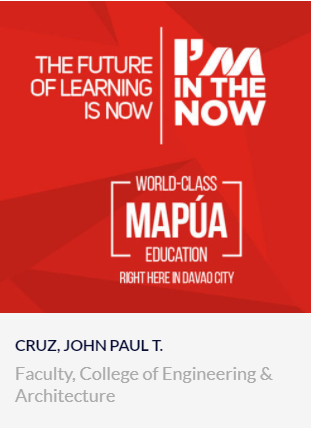 THE FUTURE
OF LEARNING
IS NOW
I'M
IN THE
NOW
WORLD-CLASS
MAPÚA
EDUCATION
RIGHT HERE IN DAVAO CITY
CRUZ, JOHN PAUL T.
Faculty, College of Engineering &
Architecture